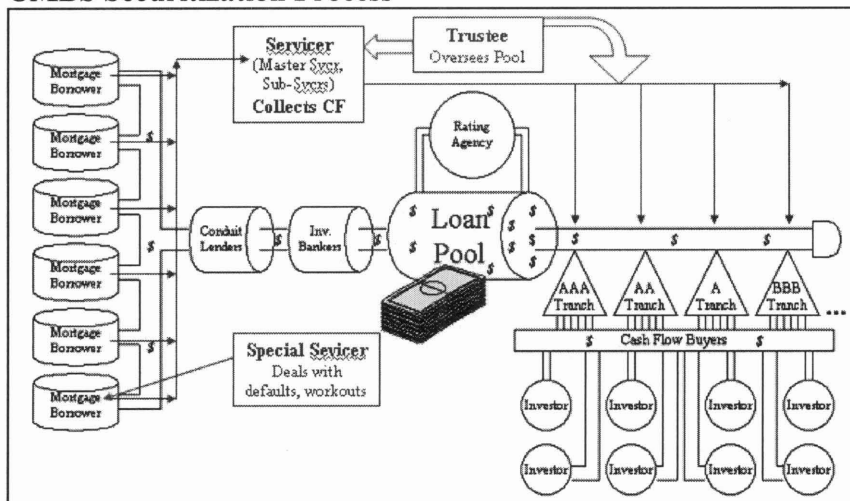 CMBS Securitization Process
Mortgage
Borrower
Mortgage
Borrower
Mortgage
Borrower
Mortgage
Borrower
Mortgage
Borrower
Mortgage
Borrower
$
$
$
Servicer
(Master Svcr,
Sub-Svcrs)
Collects CF
Trustee
Oversees Pool
Rating
Agency
Conduit
Lenders
$
Inv.
Bankers
$
Loan
Pool
$ $ $ $ $ $ $ $ $ $ $
$ $ $
AAA
Tranch
AA
Tranch
A
Tranch
BBB
Tranch
...
$ Cash Flow Buyers $
Special Sevicer
Deals with
defaults, workouts
Investor
Investor
Investor
Investor
Investor
Investor
Investor
Investor